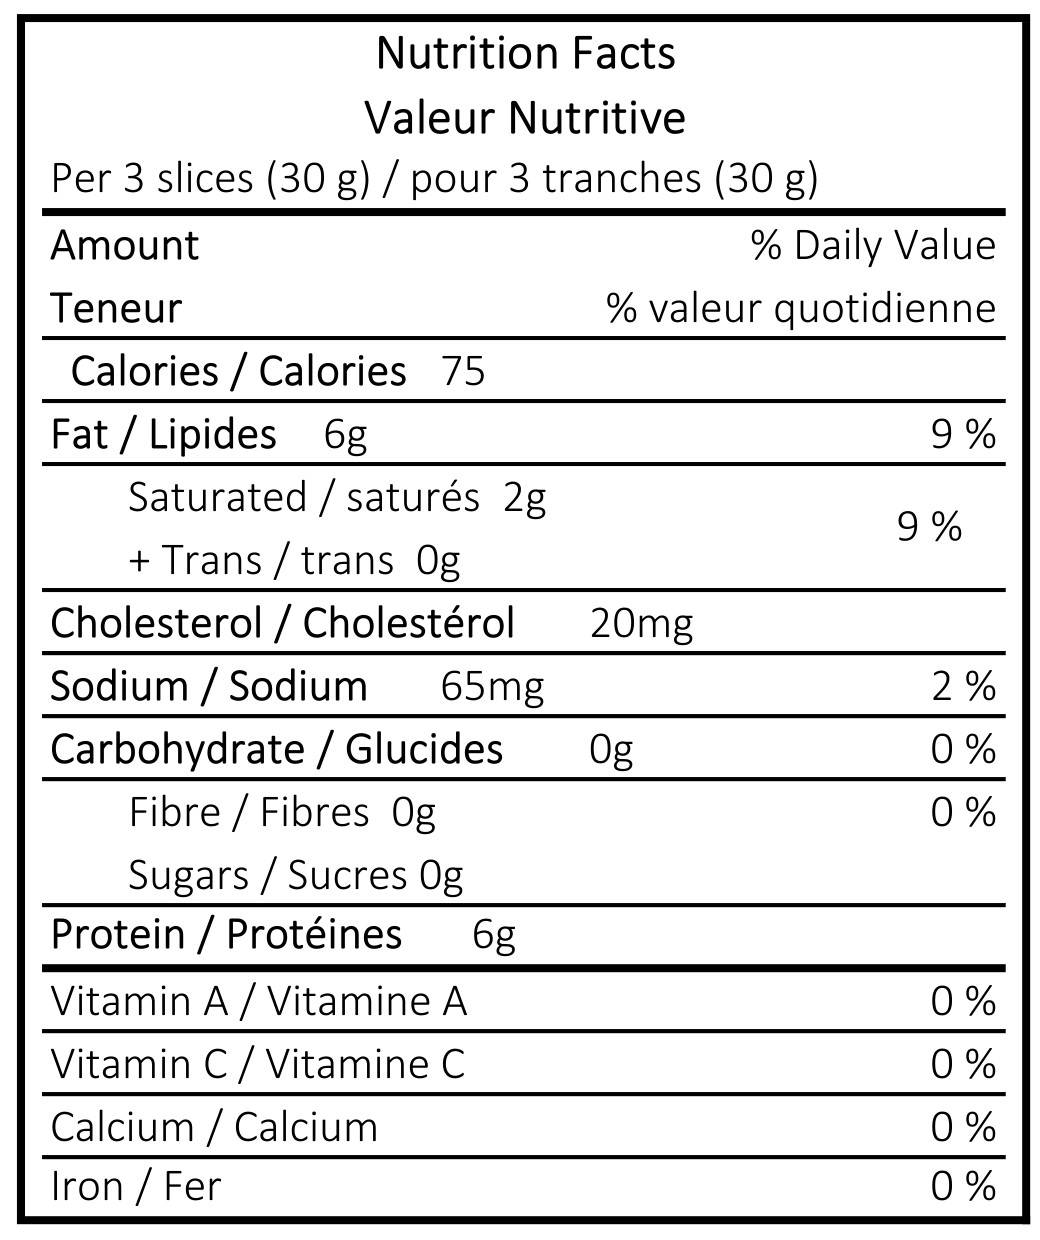 Nutrition Facts
Valeur Nutritive
Per 3 slices (30 g) / pour 3 tranches (30 g)
Amount % Daily Value
Teneur % valeur quotidienne
Calories / Calories 75
Fat / Lipides 6g 9 %
Saturated / saturés 2g
9 %
+ Trans / trans 0g
Cholesterol / Cholestérol 20mg
Sodium / Sodium 65mg 2 %
Carbohydrate / Glucides 0g 0 %
Fibre / Fibres 0g 0 %
Sugars / Sucres 0g
Protein / Protéines 6g
Vitamin A / Vitamine A 0 %
Vitamin C / Vitamine C 0 %
Calcium / Calcium 0 %
Iron / Fer 0 %